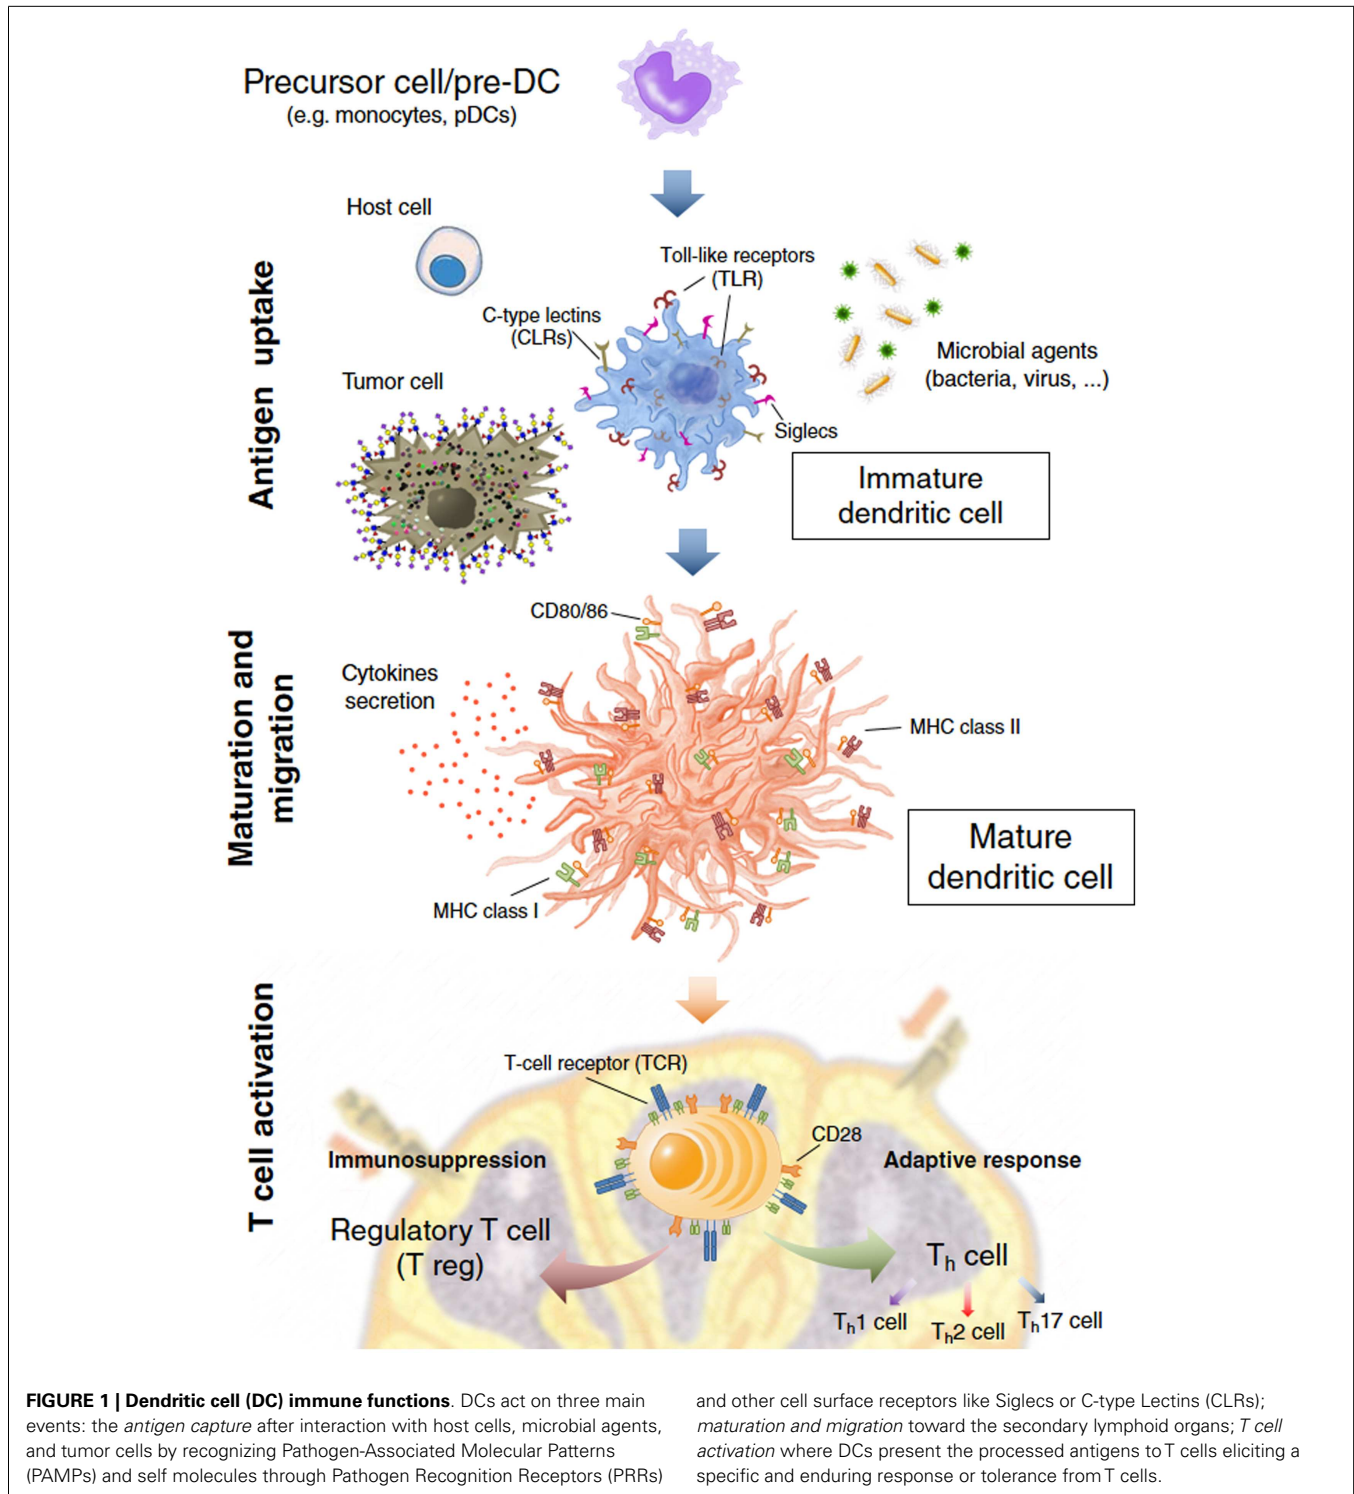 Precursor cell/pre-DC
(e.g. monocytes, pDCs)
Host cell
Toll-like receptors
(TLR)
C-type lectins
(CLRs)
Antigen uptake
Microbial agents
(bacteria, virus, ...)
Tumor cell
Siglecs
Immature
dendritic cell
CD80/86
Maturation and
migration
Cytokines
secretion
MHC class II
Mature
dendritic cell
MHC class I
T cell activation
T-cell receptor (TCR)
CD28
Immunosuppression
Adaptive response
Regulatory T cell
(T reg)
Th cell
Th1 cell
Th2 cell
Th17 cell
FIGURE 1 | Dendritic cell (DC) immune functions. DCs act on three main
events: the antigen capture after interaction with host cells, microbial agents,
and tumor cells by recognizing Pathogen-Associated Molecular Patterns
(PAMPs) and self molecules through Pathogen Recognition Receptors (PRRs)
and other cell surface receptors like Siglecs or C-type Lectins (CLRs);
maturation and migration toward the secondary lymphoid organs; T cell
activation where DCs present the processed antigens to T cells eliciting a
specific and enduring response or tolerance from T cells.